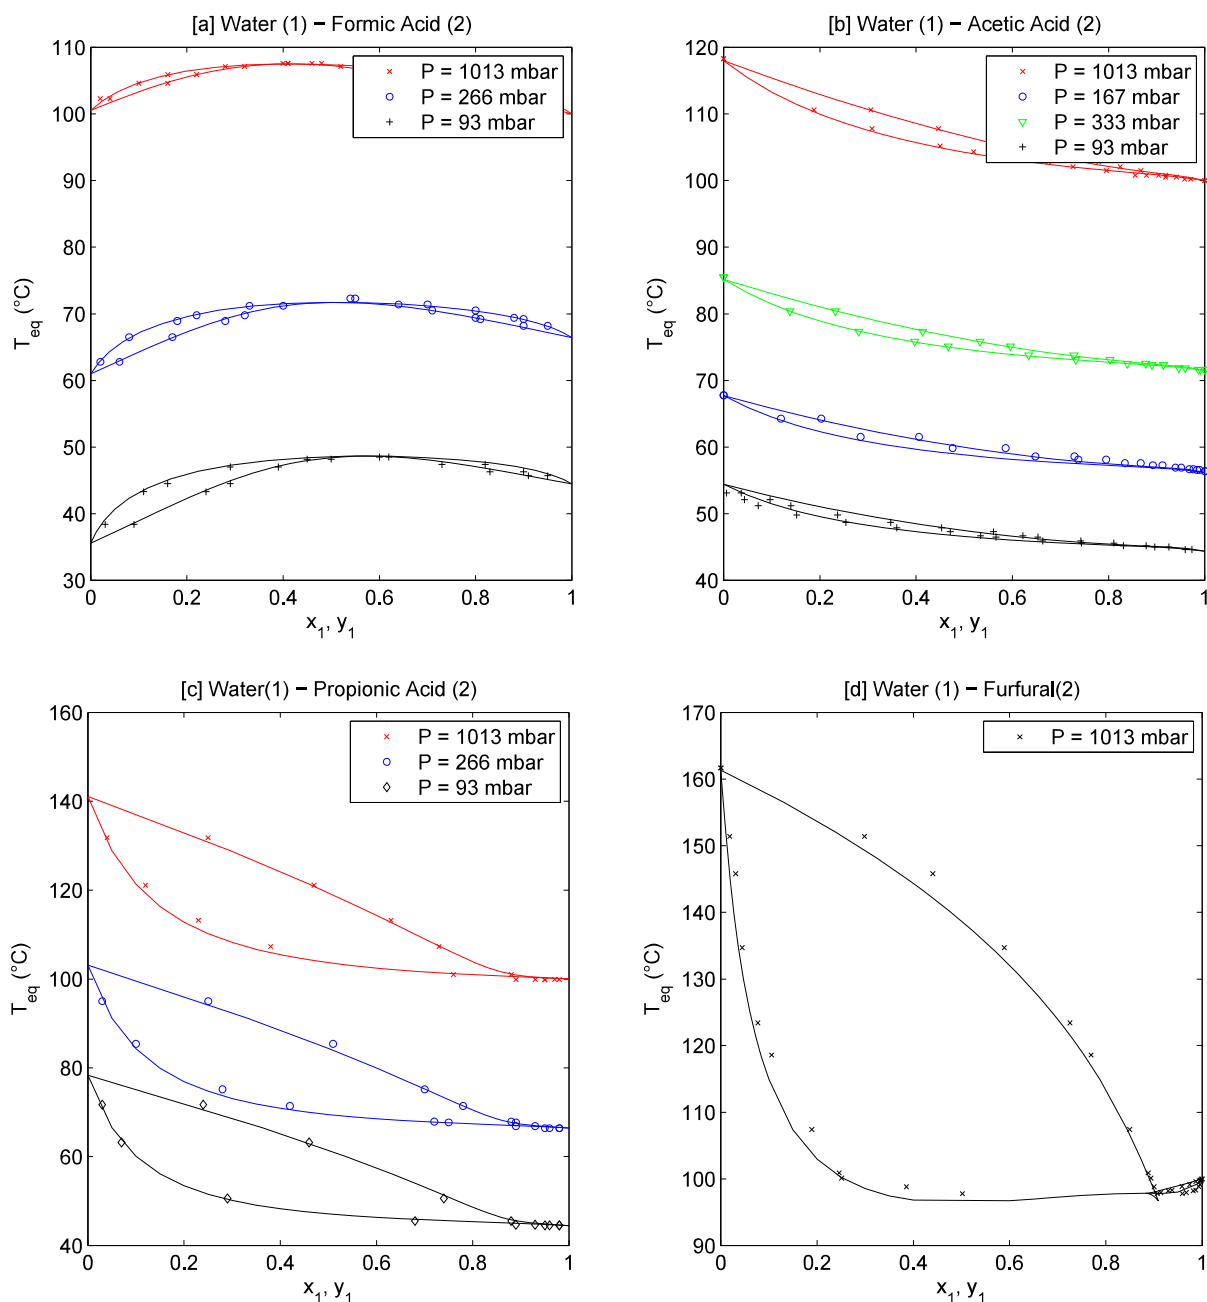 [a] Water (1) − Formic Acid (2)
110
100
90
80
70
60
50
40
30
T_eq (°C)
P = 1013 mbar
P = 266 mbar
P = 93 mbar
0 0.2 0.4 0.6 0.8 1
x_1, y_1
[b] Water (1) − Acetic Acid (2)
120
110
100
90
80
70
60
50
40
T_eq (°C)
P = 1013 mbar
P = 167 mbar
P = 333 mbar
P = 93 mbar
0 0.2 0.4 0.6 0.8 1
x_1, y_1
[c] Water(1) − Propionic Acid (2)
160
140
120
100
80
60
40
T_eq (°C)
P = 1013 mbar
P = 266 mbar
P = 93 mbar
0 0.2 0.4 0.6 0.8 1
x_1, y_1
[d] Water (1) − Furfural(2)
170
160
150
140
130
120
110
100
90
T_eq (°C)
P = 1013 mbar
0 0.2 0.4 0.6 0.8 1
x_1, y_1